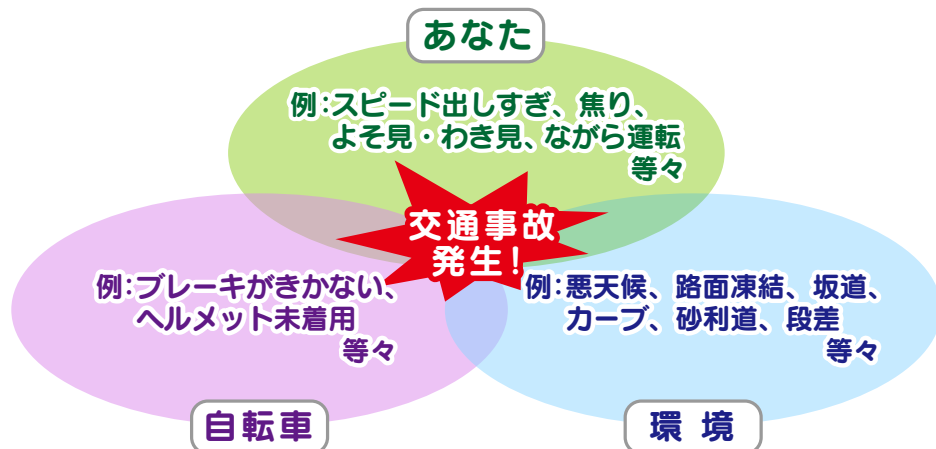 あなた
例:スピード出しすぎ、焦り、
よそ見・わき見、ながら運転
等々
交通事故
発生!
例:ブレーキがきかない、
ヘルメット未着用
等々
例:悪天候、路面凍結、坂道、
カーブ、砂利道、段差
等々
自転車
環境